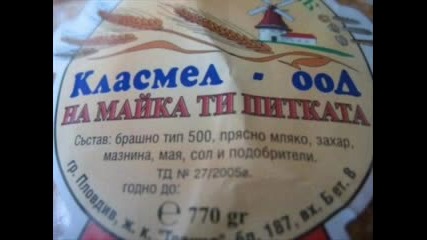 Класмел - ооД
НА МАЙКА ТИ ПИТКАТА
Състав: брашно тип 500, прясно мляко, захар,
мазнина, мая, сол и подобрители.
ТД № 27/2005г.
годно до:
℮ 770 gr
гр. Пловдив, ж. к. бл. 187, вх. Б ет. 8